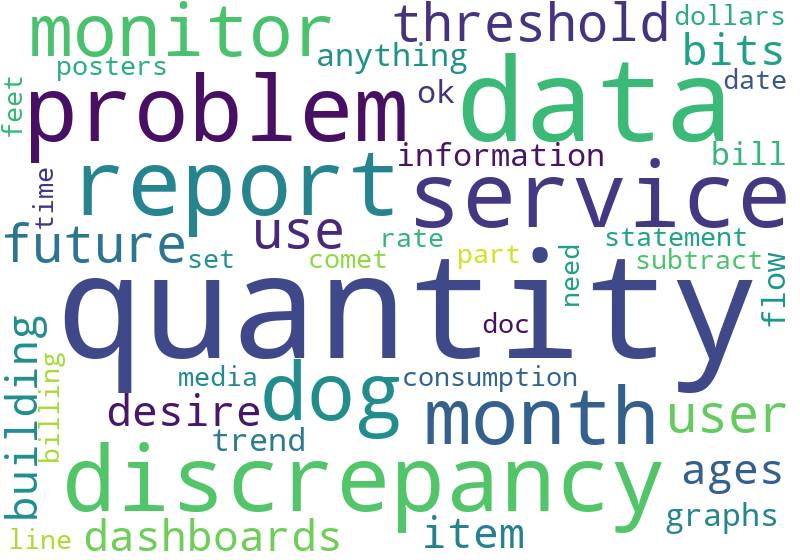 monitor
threshold
dollars
posters
anything
bits
feet
problem
ok
data
date
report
information
bill
time
service
future
use
rate
statement
set
comet
part
need
subtract
flow
quantity
doc
building
billing
media
dog
consumption
desire
month
user
trend
discrepancy
ages
line
dashboards
item
graphs